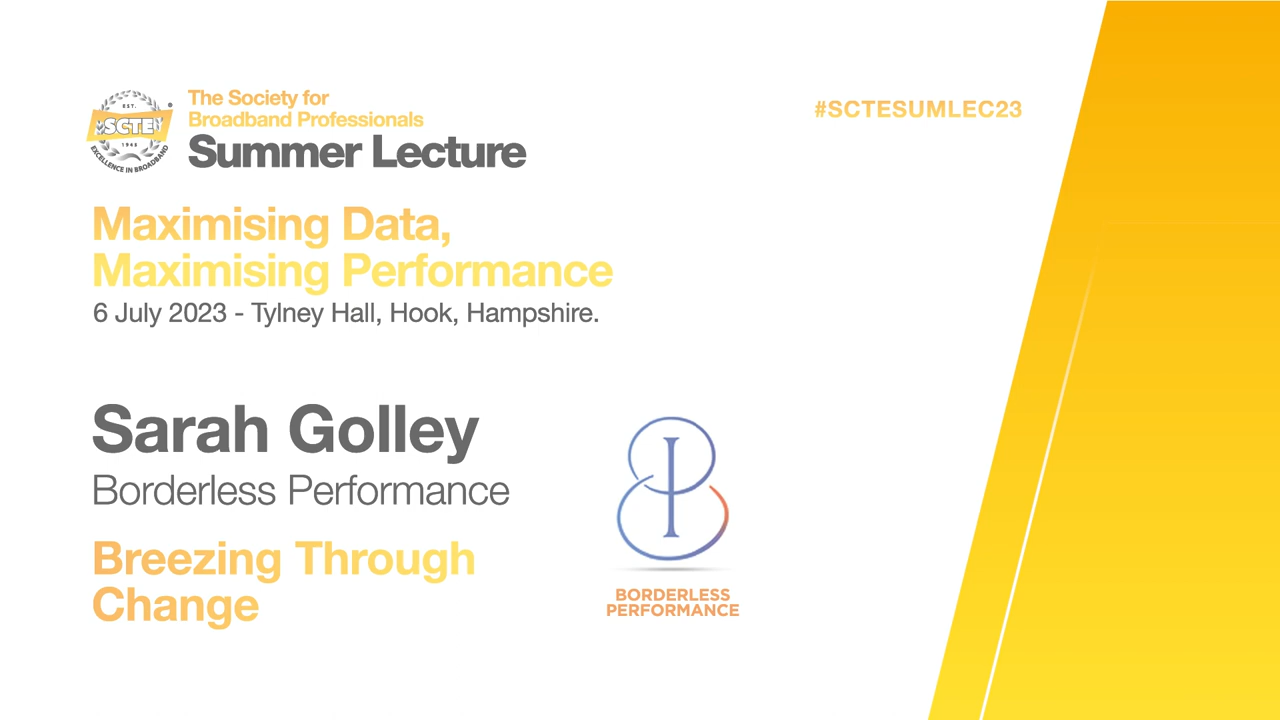 EST.
SCTE
1945
EXCELLENCE IN BROADBAND
The Society for
Broadband Professionals
Summer Lecture
#SCTESUMLEC23
Maximising Data,
Maximising Performance
6 July 2023 - Tylney Hall, Hook, Hampshire.
Sarah Golley
Borderless Performance
Breezing Through
Change
BORDERLESS
PERFORMANCE